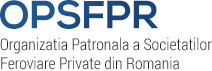 OPSFPR
Organizatia Patronala a Societatilor
Feroviare Private din Romania